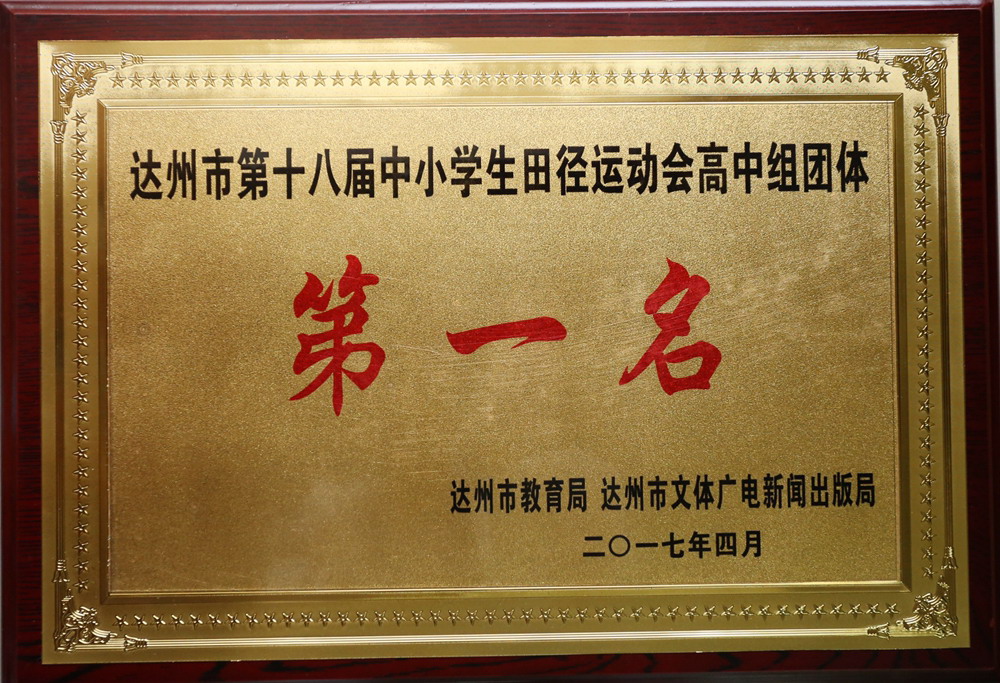 达州市第十八届中小学生田径运动会高中组团体
第一名
达州市教育局 达州市文体广电新闻出版局
二〇一七年四月